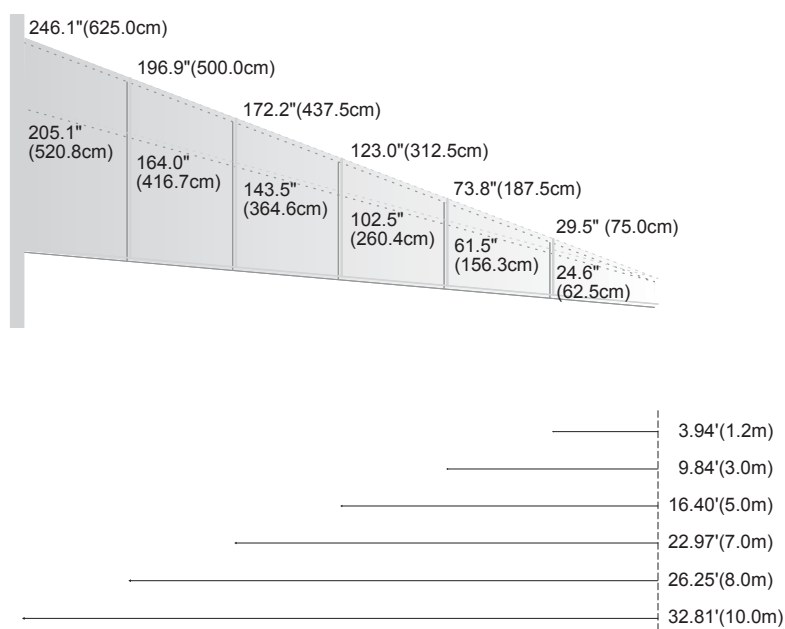 246.1"(625.0cm)
196.9"(500.0cm)
172.2"(437.5cm)
123.0"(312.5cm)
73.8"(187.5cm)
29.5" (75.0cm)
205.1"
(520.8cm)
164.0"
(416.7cm)
143.5"
(364.6cm)
102.5"
(260.4cm)
61.5"
(156.3cm)
24.6"
(62.5cm)
3.94'(1.2m)
9.84'(3.0m)
16.40'(5.0m)
22.97'(7.0m)
26.25'(8.0m)
32.81'(10.0m)